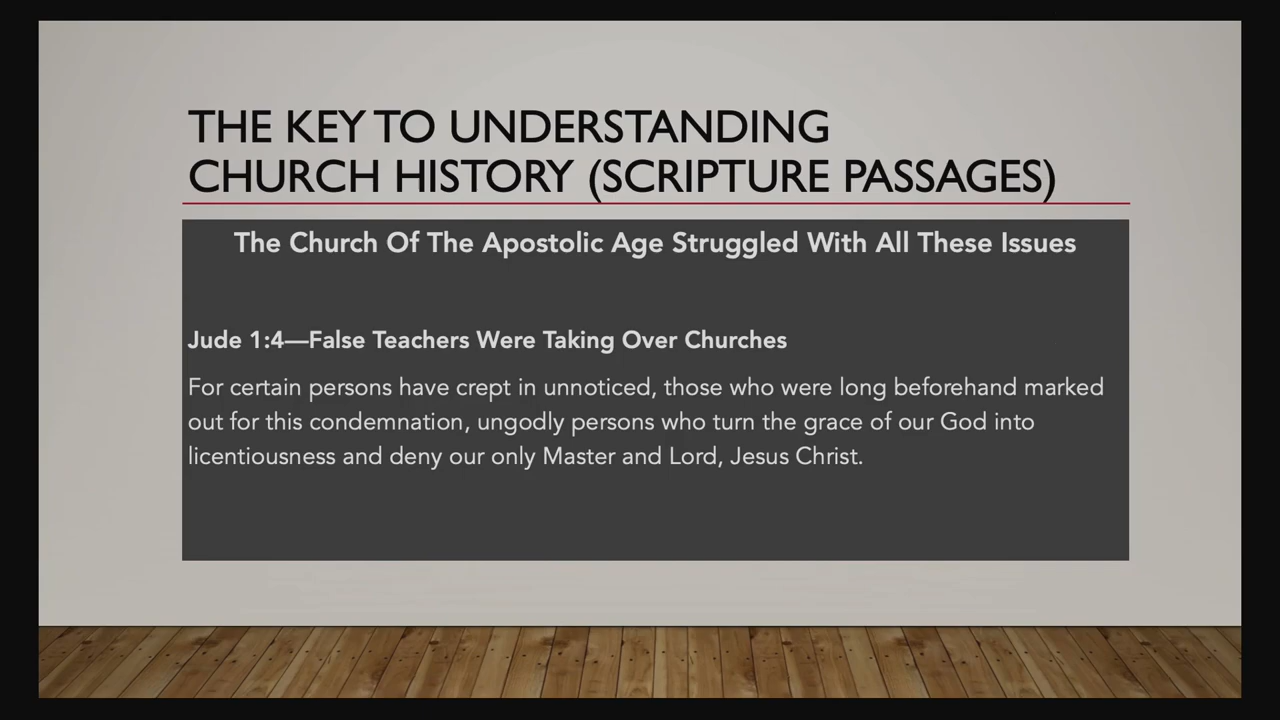 THE KEY TO UNDERSTANDING
CHURCH HISTORY (SCRIPTURE PASSAGES)
The Church Of The Apostolic Age Struggled With All These Issues
Jude 1:4—False Teachers Were Taking Over Churches
For certain persons have crept in unnoticed, those who were long beforehand marked
out for this condemnation, ungodly persons who turn the grace of our God into
licentiousness and deny our only Master and Lord, Jesus Christ.